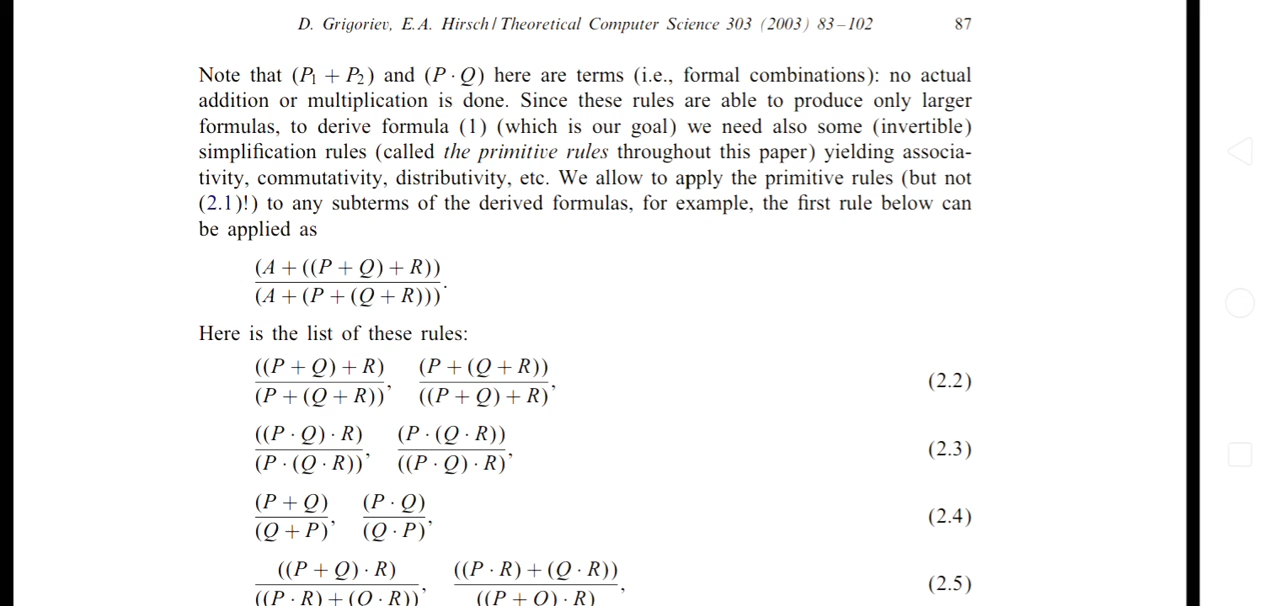 D. Grigoriev, E.A. Hirsch / Theoretical Computer Science 303 (2003) 83–102 87
Note that (P₁ + P₂) and (P · Q) here are terms (i.e., formal combinations): no actual
addition or multiplication is done. Since these rules are able to produce only larger
formulas, to derive formula (1) (which is our goal) we need also some (invertible)
simplification rules (called the primitive rules throughout this paper) yielding associa-
tivity, commutativity, distributivity, etc. We allow to apply the primitive rules (but not
(2.1)!) to any subterms of the derived formulas, for example, the first rule below can
be applied as
(A + ((P + Q) + R))
(A + (P + (Q + R))) .
Here is the list of these rules:
((P + Q) + R) (P + (Q + R))
(P + (Q + R)) , ((P + Q) + R) , (2.2)
((P · Q) · R) (P · (Q · R))
(P · (Q · R)) , ((P · Q) · R) , (2.3)
(P + Q) (P · Q)
(Q + P) , (Q · P) , (2.4)
((P + Q) · R) ((P · R) + (Q · R))
((P · R) + (Q · R)) , ((P + Q) · R) , (2.5)